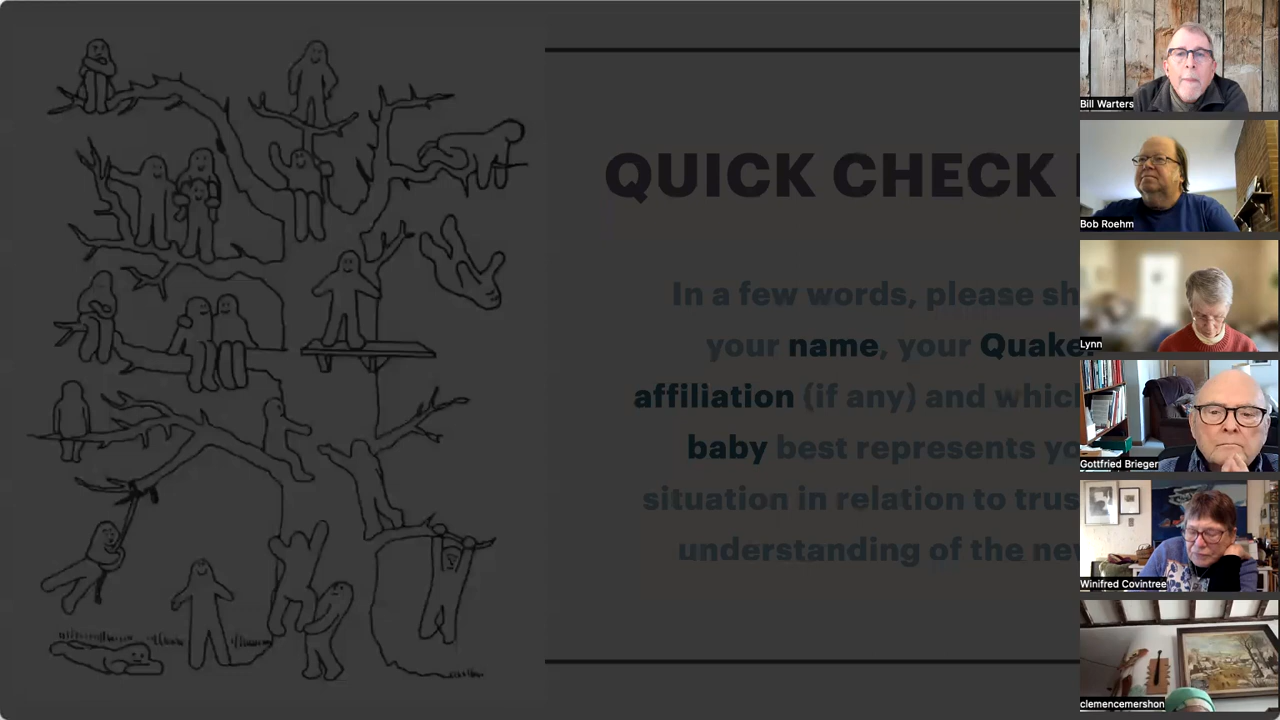 QUICK CHECK
In a few words, please sh
your name, your Quake
affiliation (if any) and whic
baby best represents yo
situation in relation to trus
understanding of the ne
Bill Warters
Bob Roehm
Lynn
Gottfried Brieger
Winifred Covintree
clemencemershon